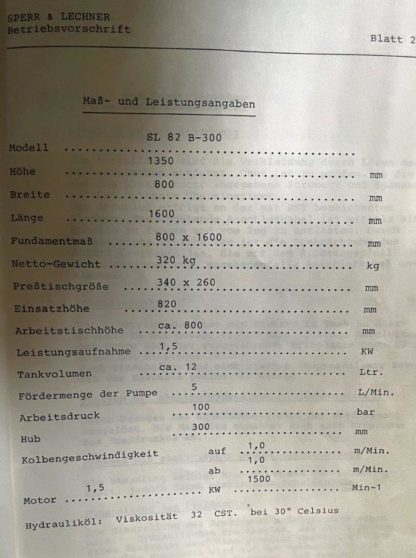 SPERR & LECHNER
Betriebsvorschrift
Blatt 2
Maß- und Leistungsangaben
Modell ........ SL 82 B-300
Höhe ........ 1350 mm
Breite ........ 800 mm
Länge ........ 1600 mm
Fundamentmaß ........ 800 x 1600 mm
Netto-Gewicht ........ 320 kg kg
Preßtischgröße ........ 340 x 260 mm
Einsatzhöhe ........ 820 mm
Arbeitstischhöhe ........ ca. 800 mm
Leistungsaufnahme ........ 1,5 KW
Tankvolumen ........ ca. 12 Ltr.
Fördermenge der Pumpe ........ 5 L/Min.
Arbeitsdruck ........ 100 bar
Hub ........ 300 mm
Kolbengeschwindigkeit auf ........ 1,0 m/Min.
ab ........ 1,0 m/Min.
Motor ........ 1,5 KW ........ 1500 Min-1
Hydrauliköl: Viskosität 32 CST. bei 30° Celsius